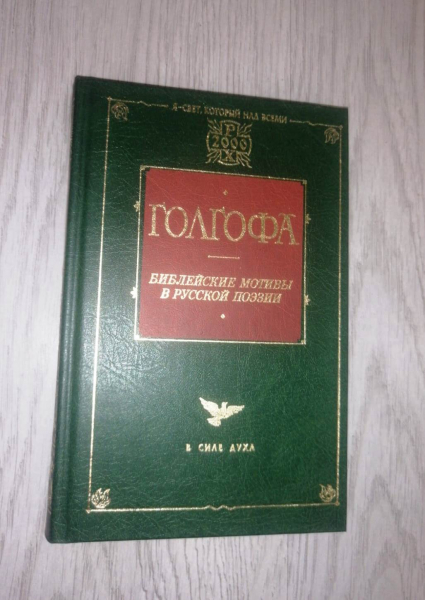 Я-СВЕТ, КОТОРЫЙ НАД ВСЕМИ
Р
2000
Х
ГОЛГОФА
БИБЛЕЙСКИЕ МОТИВЫ
В РУССКОЙ ПОЭЗИИ
В СИЛЕ ДУХА